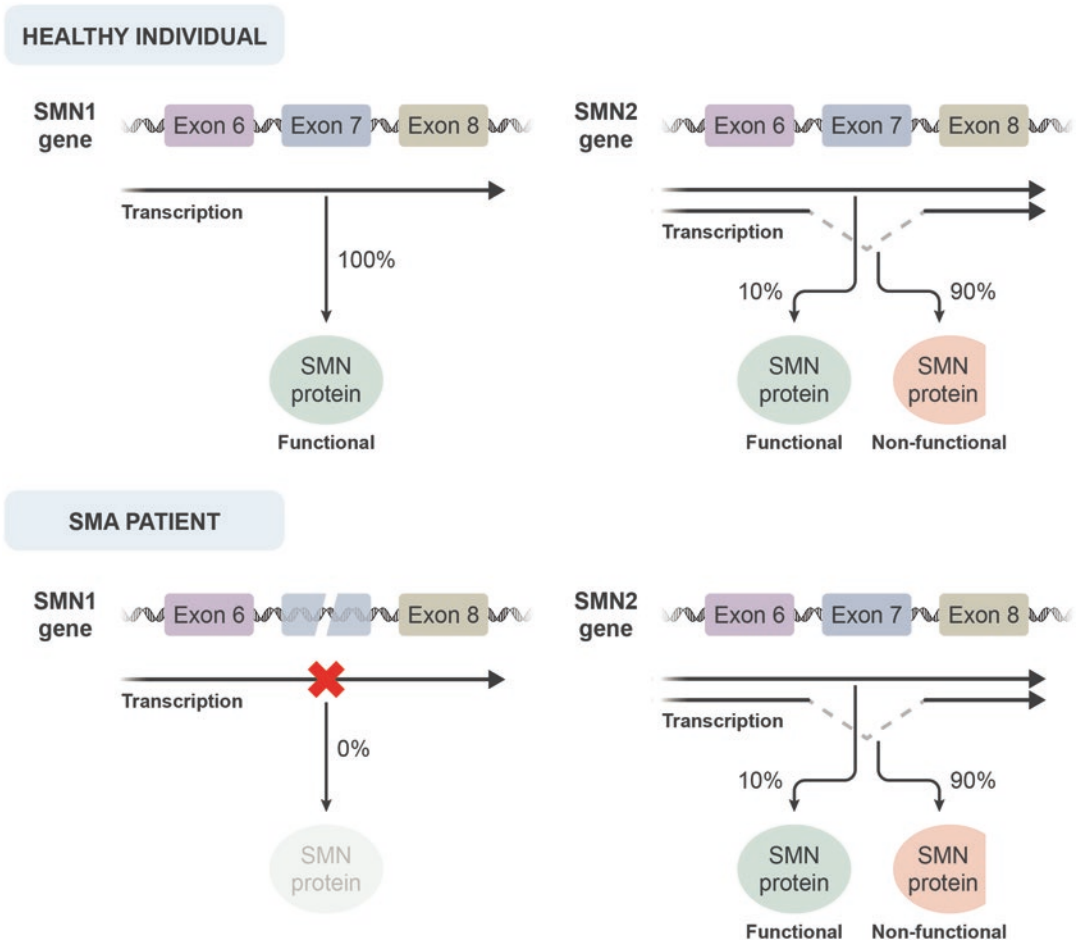 HEALTHY INDIVIDUAL
SMN1
gene
Exon 6
Exon 7
Exon 8
Transcription
100%
SMN
protein
Functional
SMN2
gene
Exon 6
Exon 7
Exon 8
Transcription
10%
90%
SMN
protein
SMN
protein
Functional
Non-functional
SMA PATIENT
SMN1
gene
Exon 6
Exon 8
Transcription
0%
SMN
protein
SMN2
gene
Exon 6
Exon 7
Exon 8
Transcription
10%
90%
SMN
protein
SMN
protein
Functional
Non-functional